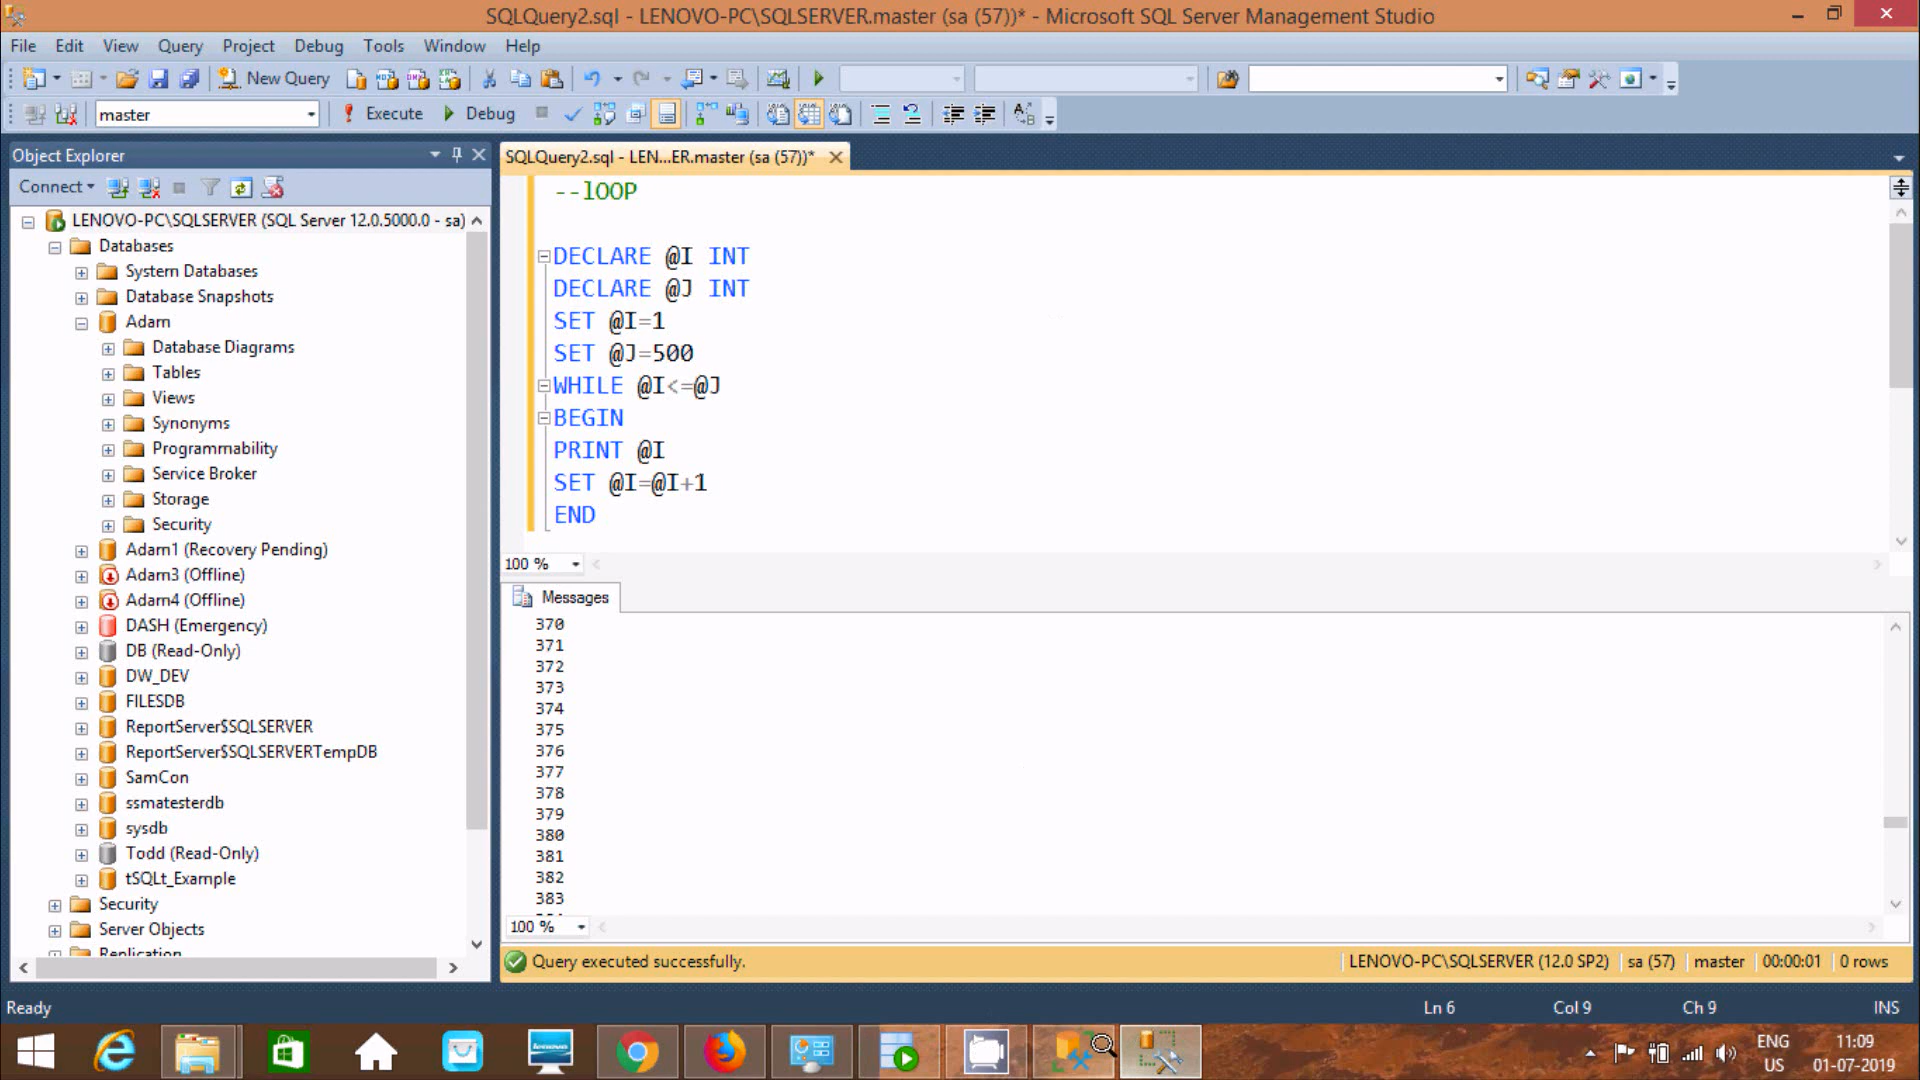 SQLQuery2.sql - LENOVO-PC\SQLSERVER.master (sa (57))* - Microsoft SQL Server Management Studio
File Edit View Query Project Debug Tools Window Help
New Query
master Execute Debug
Object Explorer
Connect
LENOVO-PC\SQLSERVER (SQL Server 12.0.5000.0 - sa)
Databases
System Databases
Database Snapshots
Adam
Database Diagrams
Tables
Views
Synonyms
Programmability
Service Broker
Storage
Security
Adam1 (Recovery Pending)
Adam3 (Offline)
Adam4 (Offline)
DASH (Emergency)
DB (Read-Only)
DW_DEV
FILESDB
ReportServer$SQLSERVER
ReportServer$SQLSERVERTempDB
SamCon
ssmatesterdb
sysdb
Todd (Read-Only)
tSQLt_Example
Security
Server Objects
Replication
SQLQuery2.sql - LEN...ER.master (sa (57))*
--lOOP
DECLARE @I INT
DECLARE @J INT
SET @I=1
SET @J=500
WHILE @I<=@J
BEGIN
PRINT @I
SET @I=@I+1
END
100 %
Messages
370
371
372
373
374
375
376
377
378
379
380
381
382
383
100 %
Query executed successfully. LENOVO-PC\SQLSERVER (12.0 SP2) sa (57) master 00:00:01 0 rows
Ready Ln 6 Col 9 Ch 9 INS
lenovo
ENG
US
11:09
01-07-2019